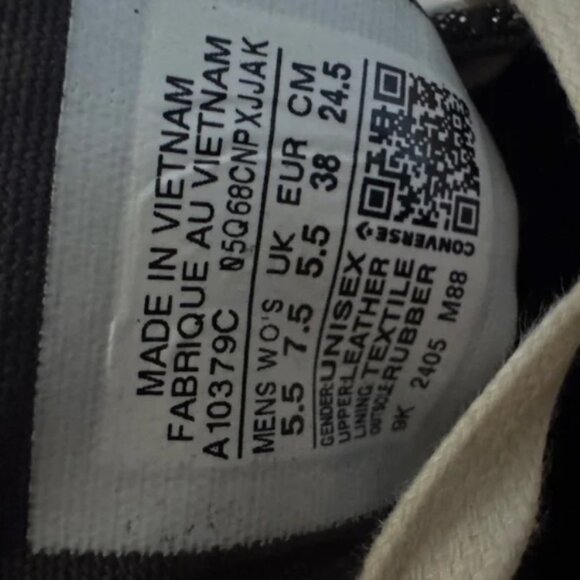 MADE IN VIETNAM
FABRIQUE AU VIETNAM
A10379C 05Q68CNPXJJAK
MENS WO'S UK EUR CM
5.5 7.5 5.5 38 24.5
GENDER:UNISEX
UPPER:LEATHER
LINING:TEXTILE
OUTSOLE:RUBBER
9K 2405 M88
CONVERSE